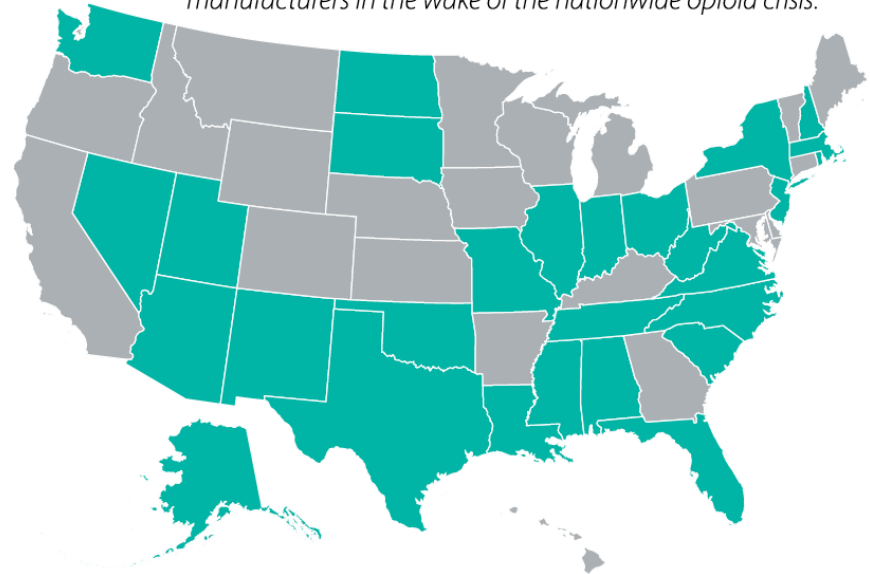 manufacturers in the wake of the nationwide opioid crisis.